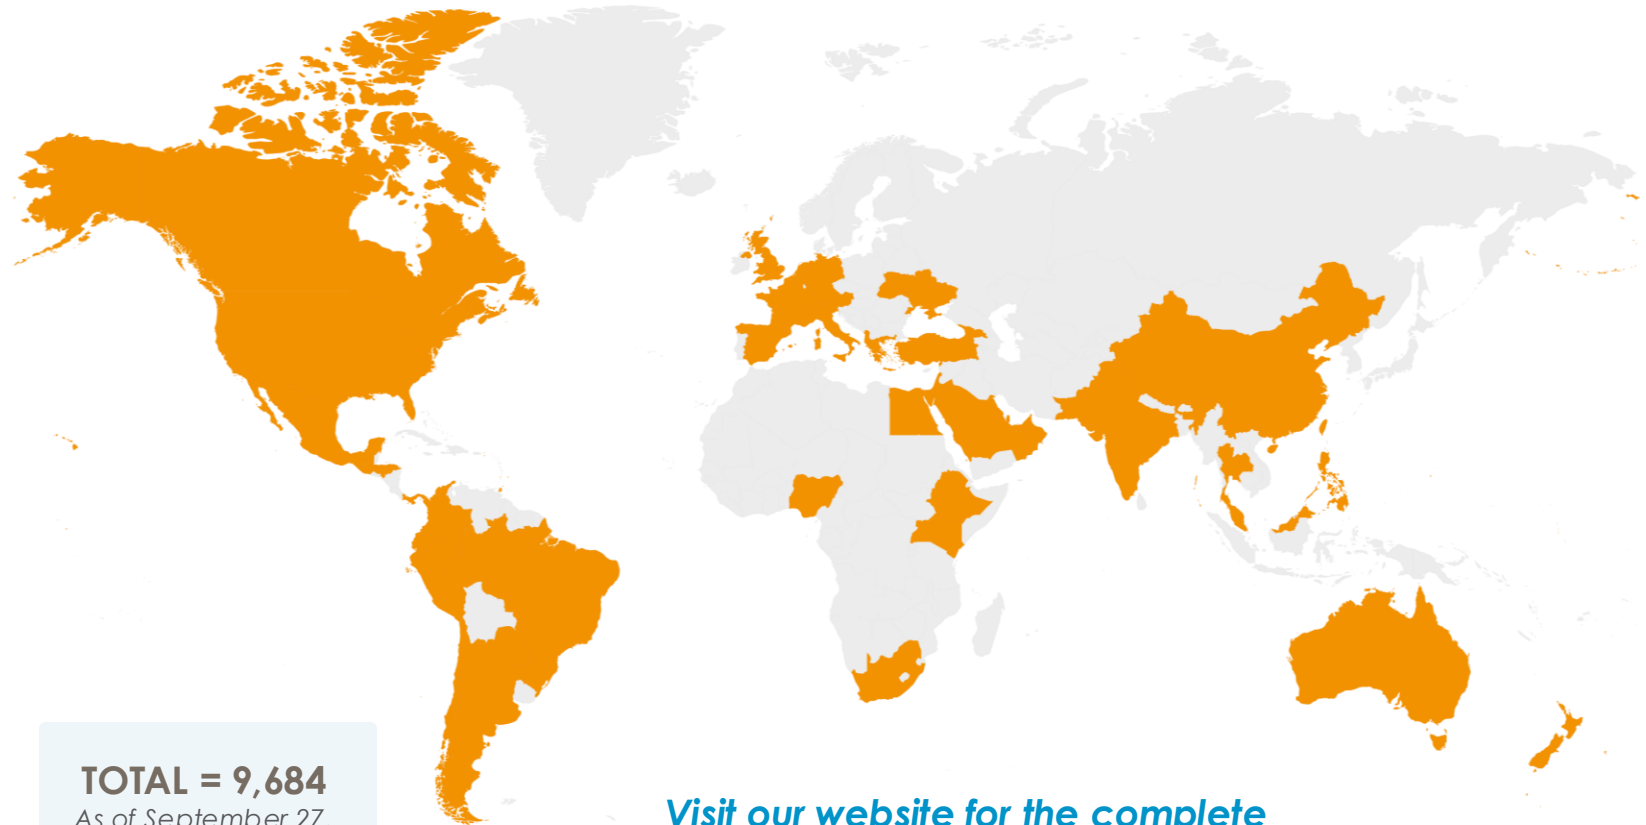 TOTAL = 9,684
As of September 27
Visit our website for the complete